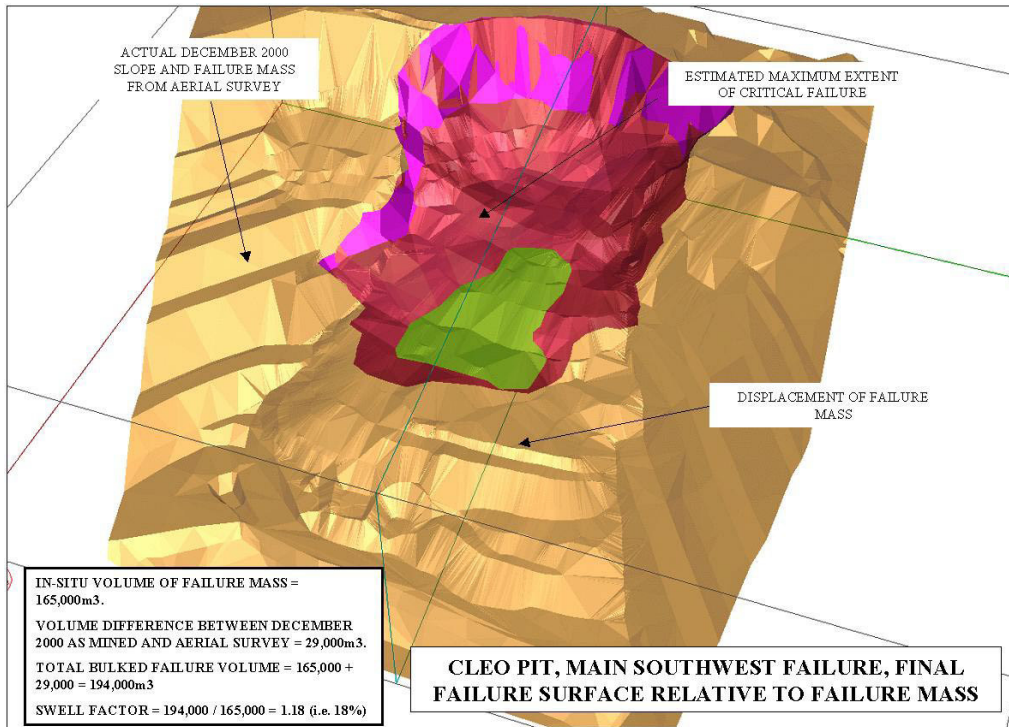 ACTUAL DECEMBER 2000
SLOPE AND FAILURE MASS
FROM AERIAL SURVEY
ESTIMATED MAXIMUM EXTENT
OF CRITICAL FAILURE
DISPLACEMENT OF FAILURE
MASS
IN-SITU VOLUME OF FAILURE MASS =
165,000m3.
VOLUME DIFFERENCE BETWEEN DECEMBER
2000 AS MINED AND AERIAL SURVEY = 29,000m3.
TOTAL BULKED FAILURE VOLUME = 165,000 +
29,000 = 194,000m3
SWELL FACTOR = 194,000 / 165,000 = 1.18 (i.e. 18%)
CLEO PIT, MAIN SOUTHWEST FAILURE, FINAL
FAILURE SURFACE RELATIVE TO FAILURE MASS